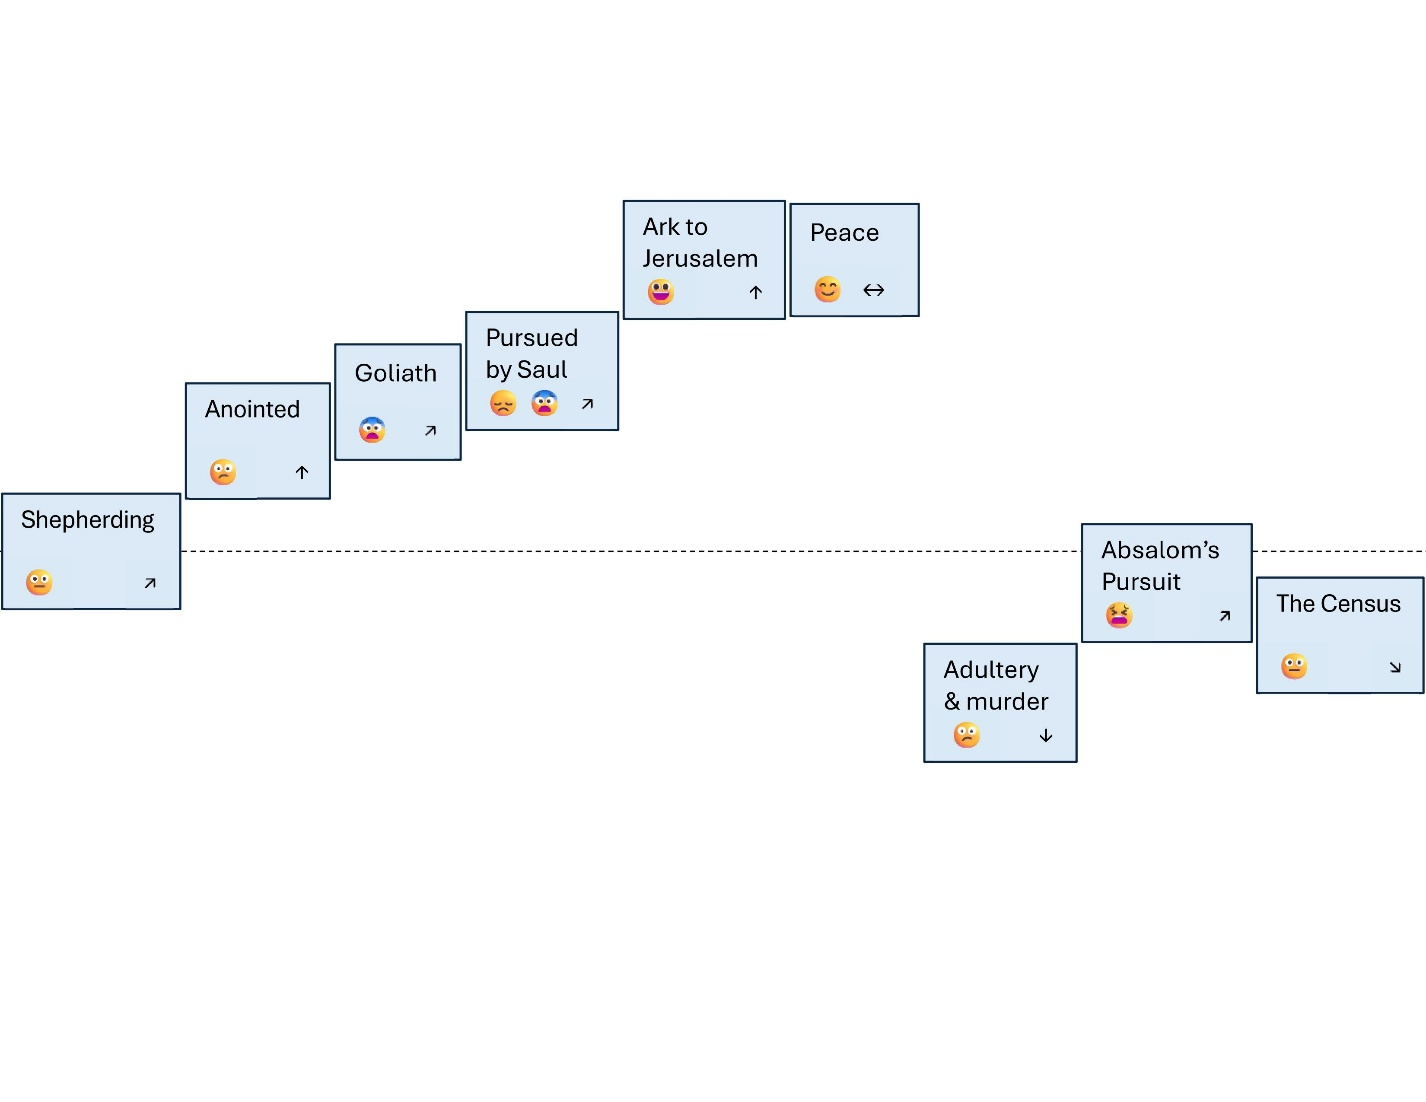 Shepherding
Anointed
Goliath
Pursued
by Saul
Ark to
Jerusalem
Peace
Adultery
& murder
Absalom’s
Pursuit
The Census